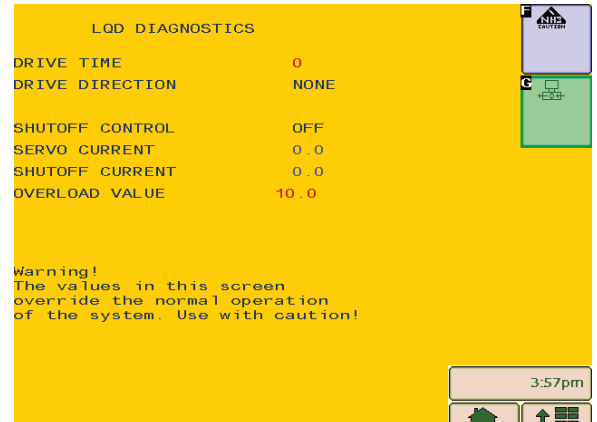 LQD DIAGNOSTICS
F
NH3
CAUTION
DRIVE TIME 0
DRIVE DIRECTION NONE
G
SHUTOFF CONTROL OFF
SERVO CURRENT 0.0
SHUTOFF CURRENT 0.0
OVERLOAD VALUE 10.0
Warning!
The values in this screen
override the normal operation
of the system. Use with caution!
3:57pm